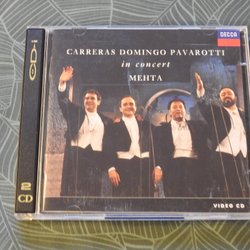 DECCA
CARRERAS DOMINGO PAVAROTTI
in concert
MEHTA
2
CD
VIDEO CD